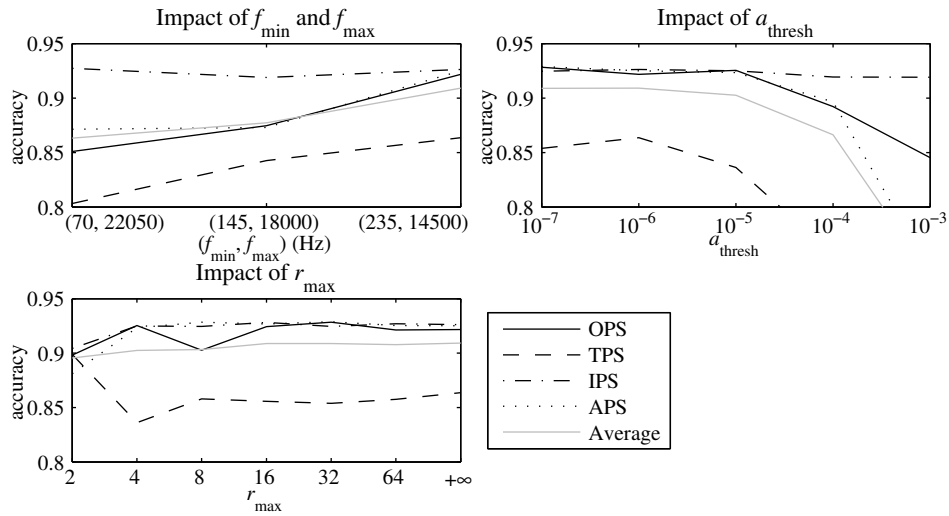 Impact of f_min and f_max
0.95
0.9
0.85
0.8
accuracy
(70, 22050) (145, 18000) (235, 14500)
(f_min, f_max) (Hz)
Impact of a_thresh
0.95
0.9
0.85
0.8
accuracy
10^−7 10^−6 10^−5 10^−4 10^−3
a_thresh
Impact of r_max
0.95
0.9
0.85
0.8
accuracy
2 4 8 16 32 64 +∞
r_max
OPS
TPS
IPS
APS
Average